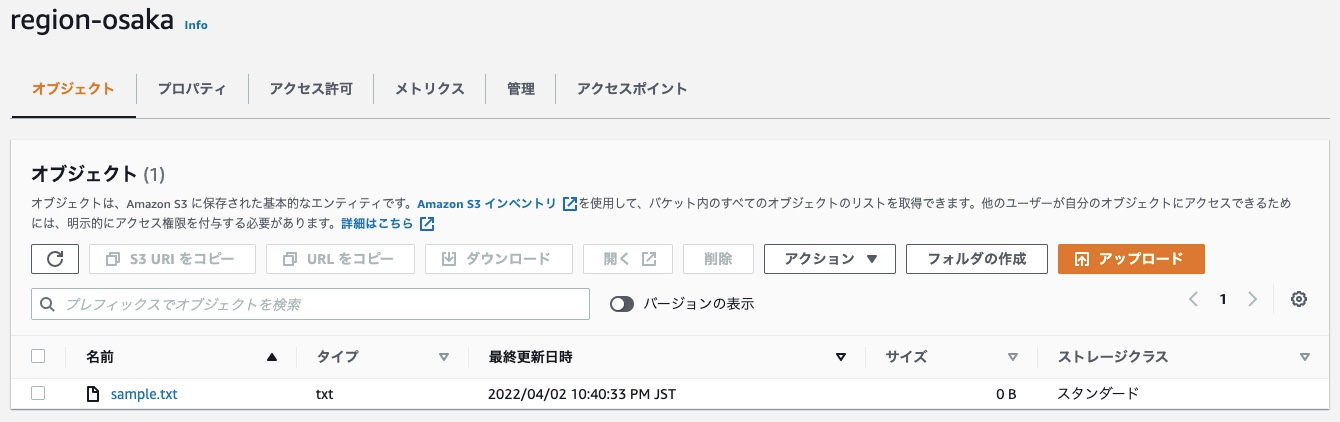 region-osaka Info
オブジェクト プロパティ アクセス許可 メトリクス 管理 アクセスポイント
オブジェクト (1)
オブジェクトは、Amazon S3 に保存された基本的なエンティティです。Amazon S3 インベントリ を使用して、バケット内のすべてのオブジェクトのリストを取得できます。他のユーザーが自分のオブジェクトにアクセスできるため
には、明示的にアクセス権限を付与する必要があります。詳細はこちら
S3 URI をコピー URL をコピー ダウンロード 開く 削除 アクション フォルダの作成 アップロード
プレフィックスでオブジェクトを検索 バージョンの表示 1
名前 タイプ 最終更新日時 サイズ ストレージクラス
sample.txt txt 2022/04/02 10:40:33 PM JST 0 B スタンダード